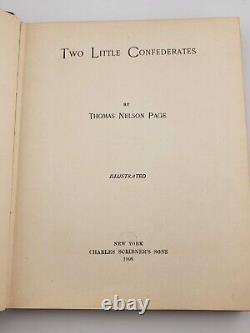 TWO LITTLE CONFEDERATES
BY
THOMAS NELSON PAGE
ILLUSTRATED
NEW YORK
CHARLES SCRIBNER'S SONS